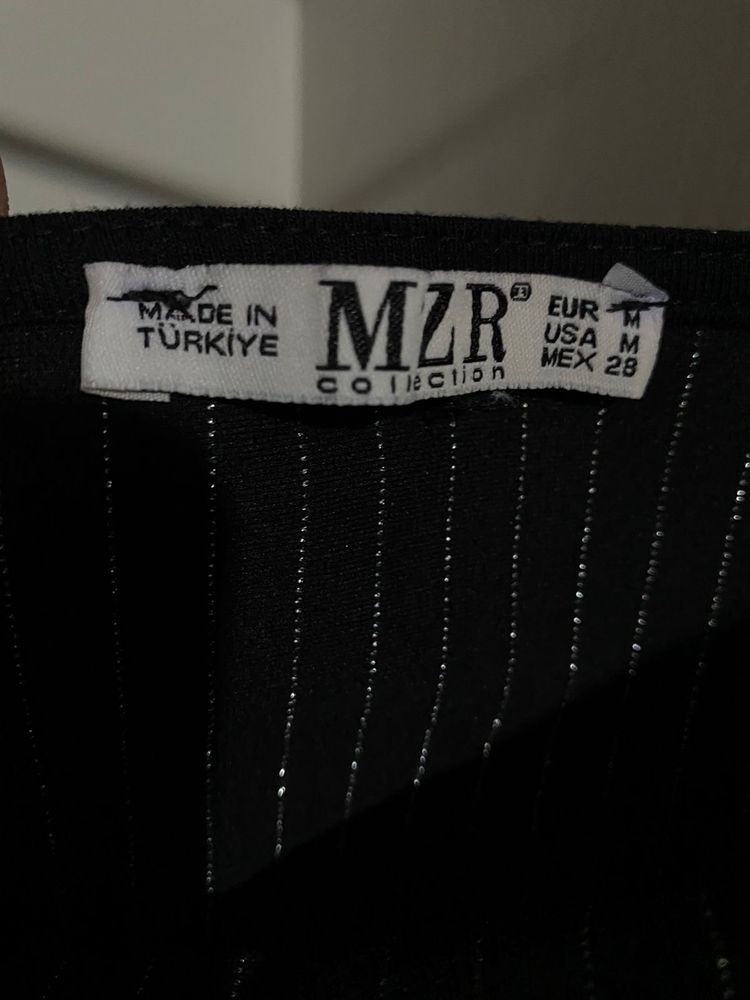 MADE IN
TÜRKİYE
MZR®
collection
EUR M
USA M
MEX 28